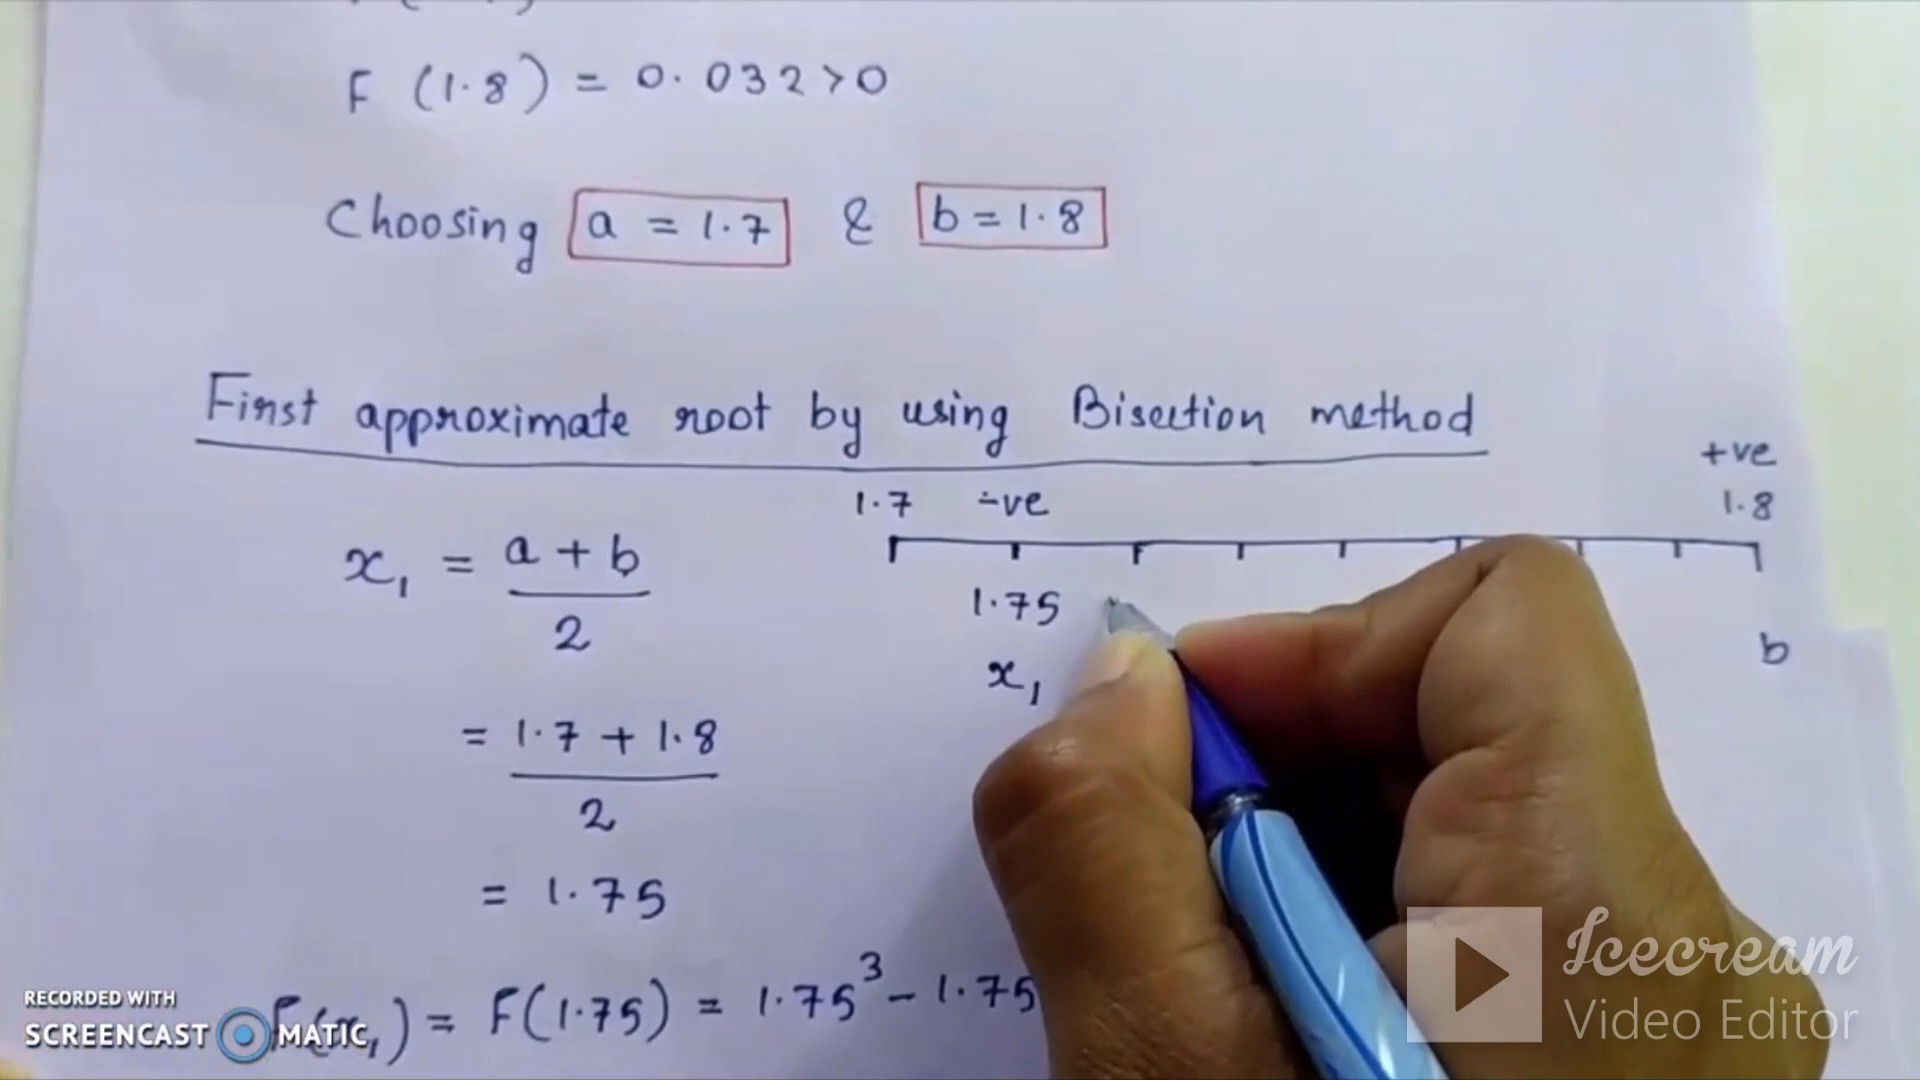 F (1.8) = 0.032 > 0
Choosing a = 1.7 & b = 1.8
First approximate root by using Bisection method
+ve
1.7 -ve 1.8
x₁ = a + b / 2
1.75
x₁ b
= 1.7 + 1.8 / 2
= 1.75
F(x₁) = F(1.75) = 1.75³ - 1.75
RECORDED WITH
SCREENCAST MATIC
Icecream
Video Editor